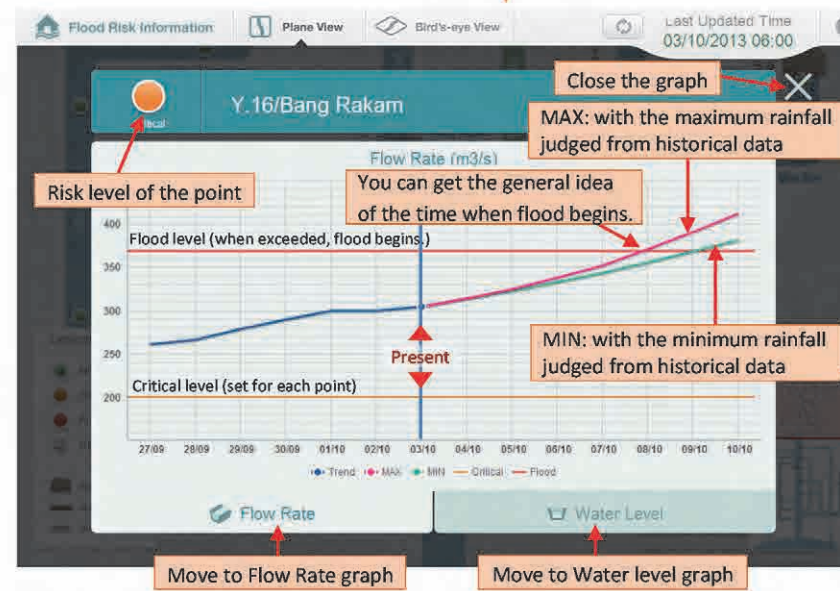 Flood Risk Information
Plane View
Bird's-eye View
Last Updated Time
03/10/2013 06:00
Close the graph
Y.16/Bang Rakam
MAX: with the maximum rainfall
judged from historical data
Flow Rate (m3/s)
Risk level of the point
You can get the general idea
of the time when flood begins.
400
Flood level (when exceeded, flood begins.)
350
300
MIN: with the minimum rainfall
judged from historical data
250
Present
Critical level (set for each point)
200
27/09 28/09 29/09 30/09 01/10 02/10 03/10 04/10 05/10 06/10 07/10 08/10 09/10 10/10
Trend MAX MIN Critical Flood
Flow Rate
Water Level
Move to Flow Rate graph
Move to Water level graph